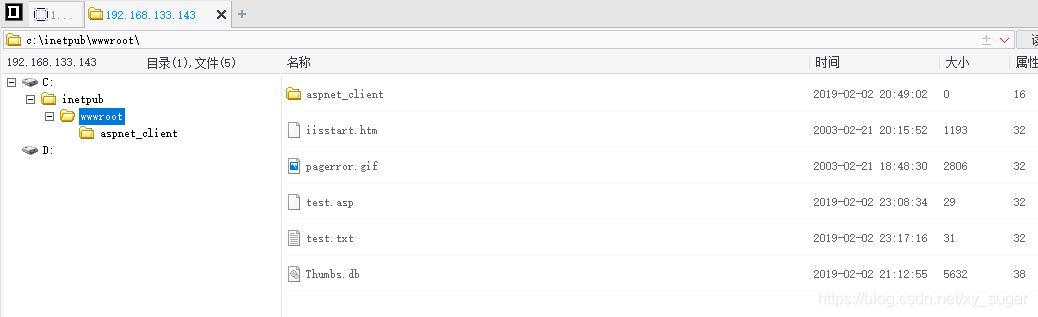 1...
192.168.133.143
c:\inetpub\wwwroot\
192.168.133.143 目录(1),文件(5) 名称 时间 大小 属性
C:
inetpub
wwwroot
aspnet_client
D:
aspnet_client 2019-02-02 20:49:02 0 16
iisstart.htm 2003-02-21 20:15:52 1193 32
pagerror.gif 2003-02-21 18:48:30 2806 32
test.asp 2019-02-02 23:08:34 29 32
test.txt 2019-02-02 23:17:16 31 32
Thumbs.db 2019-02-02 21:12:55 5632 38
https://blog.csdn.net/xy_sugar